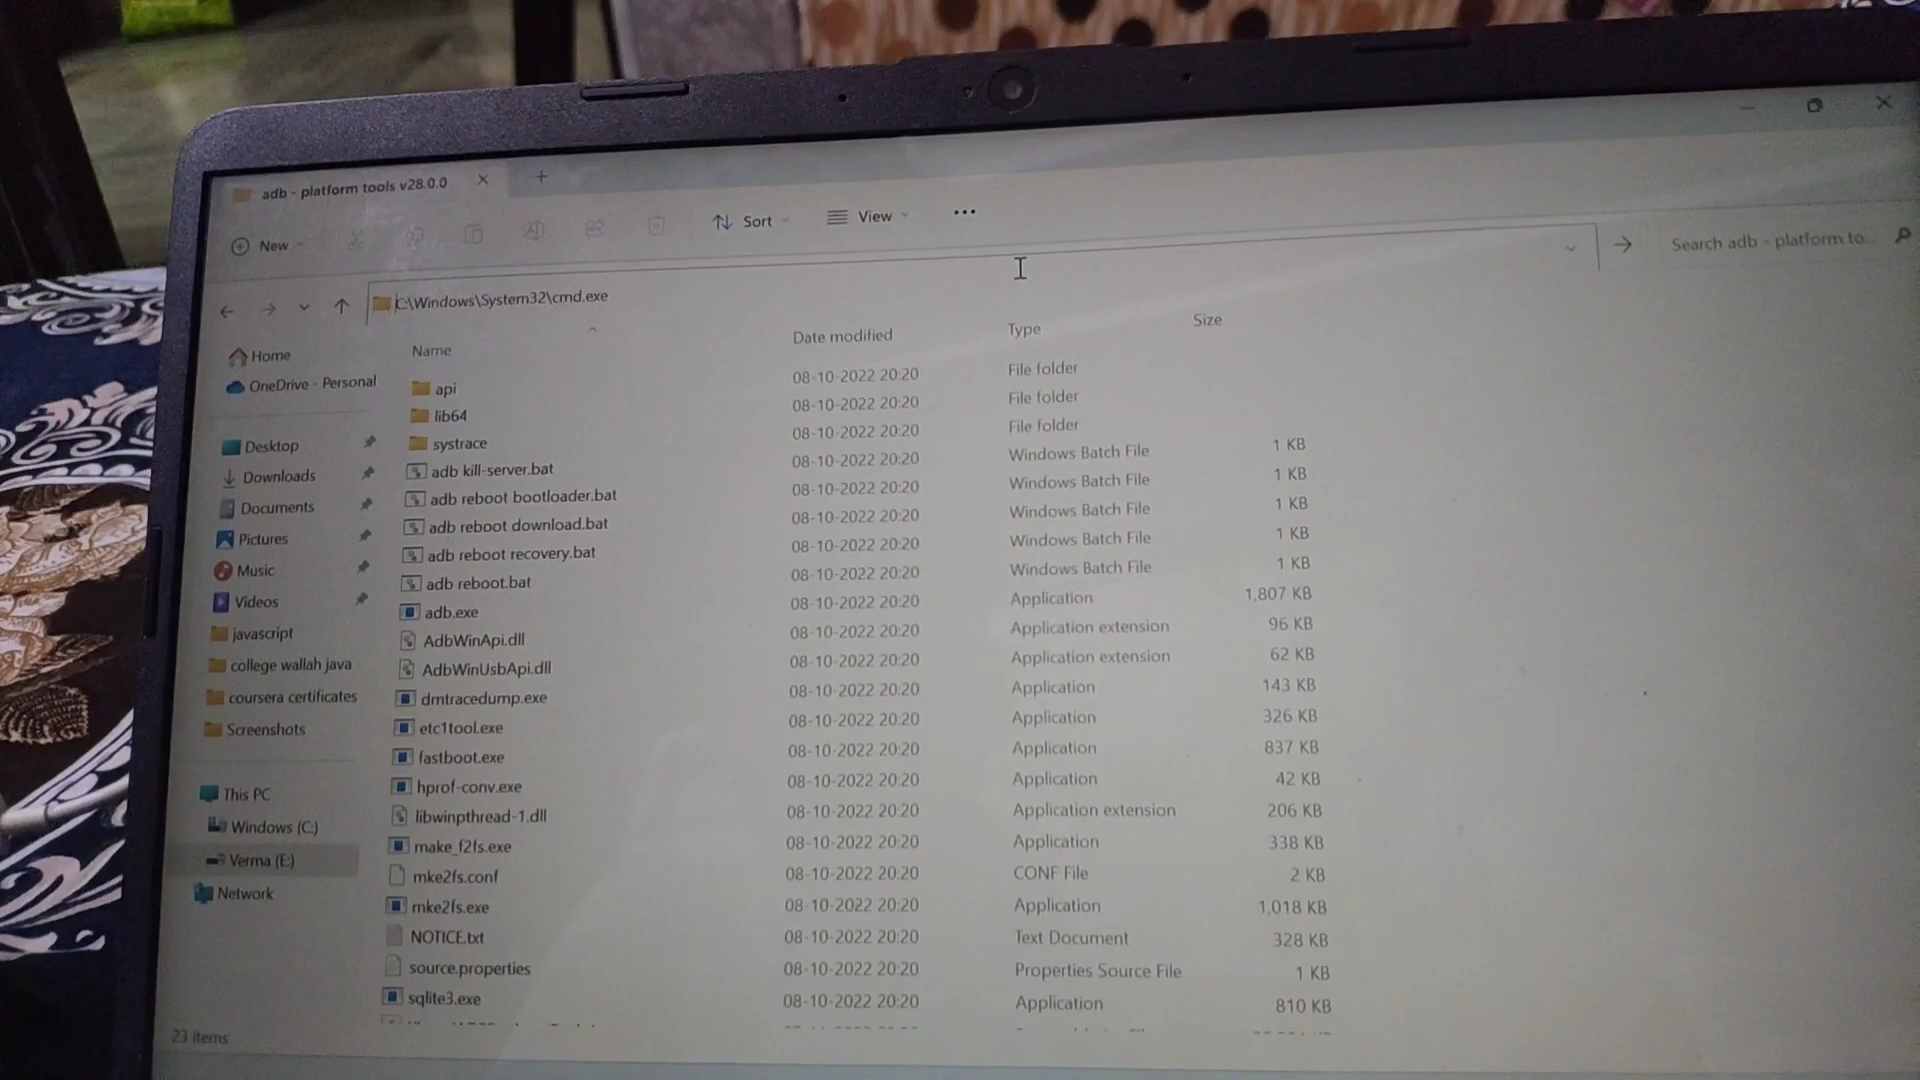 adb - platform tools v28.0.0
New
Sort
View
C:\Windows\System32\cmd.exe
Search adb - platform to...
Name Date modified Type Size
Home
OneDrive - Personal
Desktop
Downloads
Documents
Pictures
Music
Videos
javascript
college wallah java
coursera certificates
Screenshots
This PC
Windows (C:)
Verma (E:)
Network
api 08-10-2022 20:20 File folder
lib64 08-10-2022 20:20 File folder
systrace 08-10-2022 20:20 File folder
adb kill-server.bat 08-10-2022 20:20 Windows Batch File 1 KB
adb reboot bootloader.bat 08-10-2022 20:20 Windows Batch File 1 KB
adb reboot download.bat 08-10-2022 20:20 Windows Batch File 1 KB
adb reboot recovery.bat 08-10-2022 20:20 Windows Batch File 1 KB
adb reboot.bat 08-10-2022 20:20 Windows Batch File 1 KB
adb.exe 08-10-2022 20:20 Application 1,807 KB
AdbWinApi.dll 08-10-2022 20:20 Application extension 96 KB
AdbWinUsbApi.dll 08-10-2022 20:20 Application extension 62 KB
dmtracedump.exe 08-10-2022 20:20 Application 143 KB
etc1tool.exe 08-10-2022 20:20 Application 326 KB
fastboot.exe 08-10-2022 20:20 Application 837 KB
hprof-conv.exe 08-10-2022 20:20 Application 42 KB
libwinpthread-1.dll 08-10-2022 20:20 Application extension 206 KB
make_f2fs.exe 08-10-2022 20:20 Application 338 KB
mke2fs.conf 08-10-2022 20:20 CONF File 2 KB
mke2fs.exe 08-10-2022 20:20 Application 1,018 KB
NOTICE.txt 08-10-2022 20:20 Text Document 328 KB
source.properties 08-10-2022 20:20 Properties Source File 1 KB
sqlite3.exe 08-10-2022 20:20 Application 810 KB
23 items